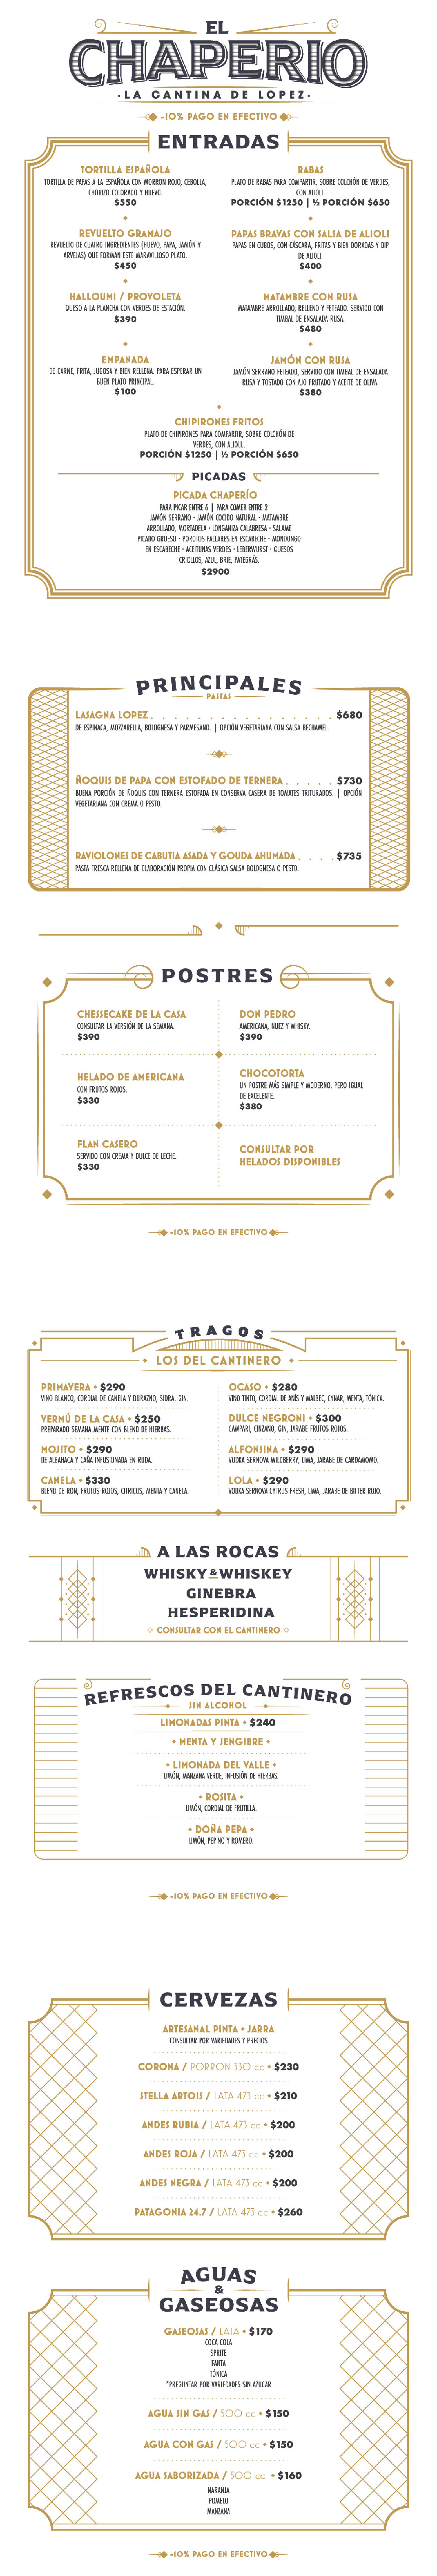 EL
CHAPERIO
·LA CANTINA DE LOPEZ·
-10% PAGO EN EFECTIVO
ENTRADAS
TORTILLA ESPAÑOLA
TORTILLA DE PAPAS A LA ESPAÑOLA CON MORRON ROJO, CEBOLLA,
CHORIZO COLORADO Y HUEVO.
$550
REVUELTO GRAMAJO
REVUELTO DE CUATRO INGREDIENTES (HUEVO, PAPA, JAMÓN Y
ARVEJAS) QUE FORMAN ESTE MARAVILLOSO PLATO.
$450
HALLOUMI / PROVOLETA
QUESO A LA PLANCHA CON VERDES DE ESTACIÓN.
$390
EMPANADA
DE CARNE, FRITA, JUGOSA Y BIEN RELLENA. PARA ESPERAR UN
BUEN PLATO PRINCIPAL.
$100
RABAS
PLATO DE RABAS PARA COMPARTIR, SOBRE COLCHÓN DE VERDES,
CON ALIOLI.
PORCIÓN $1250 | ½ PORCIÓN $650
PAPAS BRAVAS CON SALSA DE ALIOLI
PAPAS EN CUBOS, CON CÁSCARA, FRITAS Y BIEN DORADAS Y DIP
DE ALIOLI
$400
MATAMBRE CON RUSA
MATAMBRE ARROLLADO, RELLENO Y FETEADO. SERVIDO CON
TIMBAL DE ENSALADA RUSA.
$480
JAMÓN CON RUSA
JAMÓN SERRANO FETEADO, SERVIDO CON TIMBAL DE ENSALADA
RUSA Y TOSTADO CON AJO FRUTADO Y ACEITE DE OLIVA.
$380
CHIPIRONES FRITOS
PLATO DE CHIPIRONES PARA COMPARTIR, SOBRE COLCHÓN DE
VERDES, CON ALIOLI.
PORCIÓN $1250 | ½ PORCIÓN $650
PICADAS
PICADA CHAPERÍO
PARA PICAR ENTRE 6 | PARA COMER ENTRE 2
JAMÓN SERRANO - JAMÓN COCIDO NATURAL - MATAMBRE
ARROLLADO, MORTADELA - LONGANIZA CALABRESA - SALAME
PICADO GRUESO - POROTOS PALLARES EN ESCABECHE - MONDONGO
EN ESCABECHE - ACEITUNAS VERDES - LEBERWURST - QUESOS
CRIOLLOS, AZUL, BRIE, PATEGRÁS.
$2900
PRINCIPALES
PASTAS
LASAGNA LOPEZ . . . . . . . . . . . . . . . . . . . $680
DE ESPINACA, MOZZARELLA, BOLOGNESA Y PARMESANO. | OPCIÓN VEGETARIANA CON SALSA BECHAMEL.
ÑOQUIS DE PAPA CON ESTOFADO DE TERNERA . . . . . $730
BUENA PORCIÓN DE ÑOQUIS CON TERNERA ESTOFADA EN CONSERVA CASERA DE TOMATES TRITURADOS. | OPCIÓN
VEGETARIANA CON CREMA O PESTO.
RAVIOLONES DE CABUTIA ASADA Y GOUDA AHUMADA . . . . $735
PASTA FRESCA RELLENA DE ELABORACIÓN PROPIA CON CLÁSICA SALSA BOLOGNESA O PESTO.
POSTRES
CHESSECAKE DE LA CASA
CONSULTAR LA VERSIÓN DE LA SEMANA.
$390
HELADO DE AMERICANA
CON FRUTOS ROJOS.
$330
FLAN CASERO
SERVIDO CON CREMA Y DULCE DE LECHE.
$330
DON PEDRO
AMERICANA, NUEZ Y WHISKY.
$390
CHOCOTORTA
UN POSTRE MÁS SIMPLE Y MODERNO, PERO IGUAL
DE EXCELENTE.
$380
CONSULTAR POR
HELADOS DISPONIBLES
-10% PAGO EN EFECTIVO
TRAGOS
LOS DEL CANTINERO
PRIMAVERA • $290
VINO BLANCO, CORDIAL DE CANELA Y DURAZNO, SIDRA, GIN.
VERMÚ DE LA CASA • $250
PREPARADO SEMANALMENTE CON BLEND DE HIERBAS.
MOJITO • $290
DE ALBAHACA Y CAÑA INFUSIONADA EN RUDA.
CANELA • $330
BLEND DE RON, FRUTOS ROJOS, CITRICOS, MENTA Y CANELA.
OCASO • $280
VINO TINTO, CORDIAL DE ANÍS Y MALBEC, CYNAR, MENTA, TÓNICA.
DULCE NEGRONI • $300
CAMPARI, CINZANO, GIN, JARABE FRUTOS ROJOS.
ALFONSINA • $290
VODKA SERNOVA WILDBERRY, LIMA, JARABE DE CARDAMOMO.
LOLA • $290
VODKA SERNOVA CYTRUS FRESH, LIMA, JARABE DE BITTER ROJO.
A LAS ROCAS
WHISKY & WHISKEY
GINEBRA
HESPERIDINA
CONSULTAR CON EL CANTINERO
REFRESCOS DEL CANTINERO
SIN ALCOHOL
LIMONADAS PINTA • $240
• MENTA Y JENGIBRE •
• LIMONADA DEL VALLE •
LIMÓN, MANZANA VERDE, INFUSIÓN DE HIERBAS.
• ROSITA •
LIMÓN, CORDIAL DE FRUTILLA.
• DOÑA PEPA •
LIMÓN, PEPINO Y ROMERO.
-10% PAGO EN EFECTIVO
CERVEZAS
ARTESANAL PINTA • JARRA
CONSULTAR POR VARIEDADES Y PRECIOS
CORONA / PORRON 330 cc • $230
STELLA ARTOIS / LATA 473 cc • $210
ANDES RUBIA / LATA 473 cc • $200
ANDES ROJA / LATA 473 cc • $200
ANDES NEGRA / LATA 473 cc • $200
PATAGONIA 24.7 / LATA 473 cc • $260
AGUAS
&
GASEOSAS
GASEOSAS / LATA • $170
COCA COLA
SPRITE
FANTA
TÓNICA
*PREGUNTAR POR VARIEDADES SIN AZUCAR
AGUA SIN GAS / 500 cc • $150
AGUA CON GAS / 500 cc • $150
AGUA SABORIZADA / 500 cc • $160
NARANJA
POMELO
MANZANA
-10% PAGO EN EFECTIVO